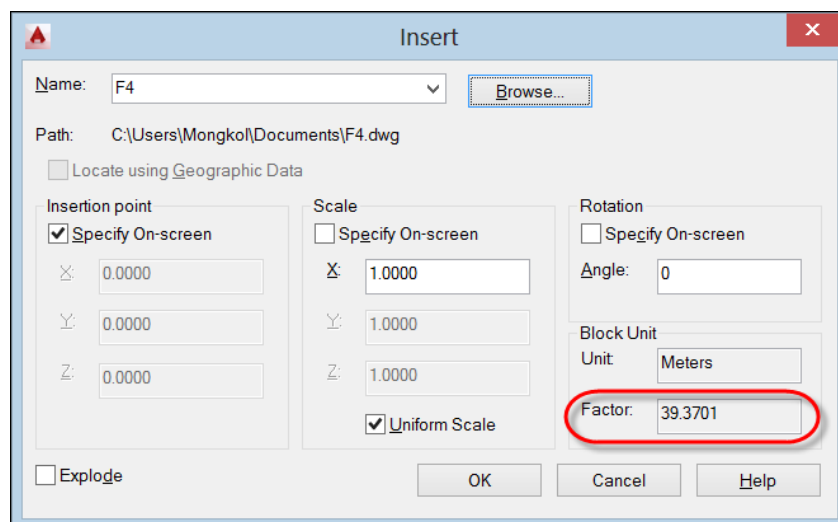 Insert
Name: F4 Browse...
Path: C:\Users\Mongkol\Documents\F4.dwg
Locate using Geographic Data
Insertion point
Specify On-screen
X: 0.0000
Y: 0.0000
Z: 0.0000
Scale
Specify On-screen
X: 1.0000
Y: 1.0000
Z: 1.0000
Uniform Scale
Rotation
Specify On-screen
Angle: 0
Block Unit
Unit: Meters
Factor: 39.3701
Explode
OK Cancel Help